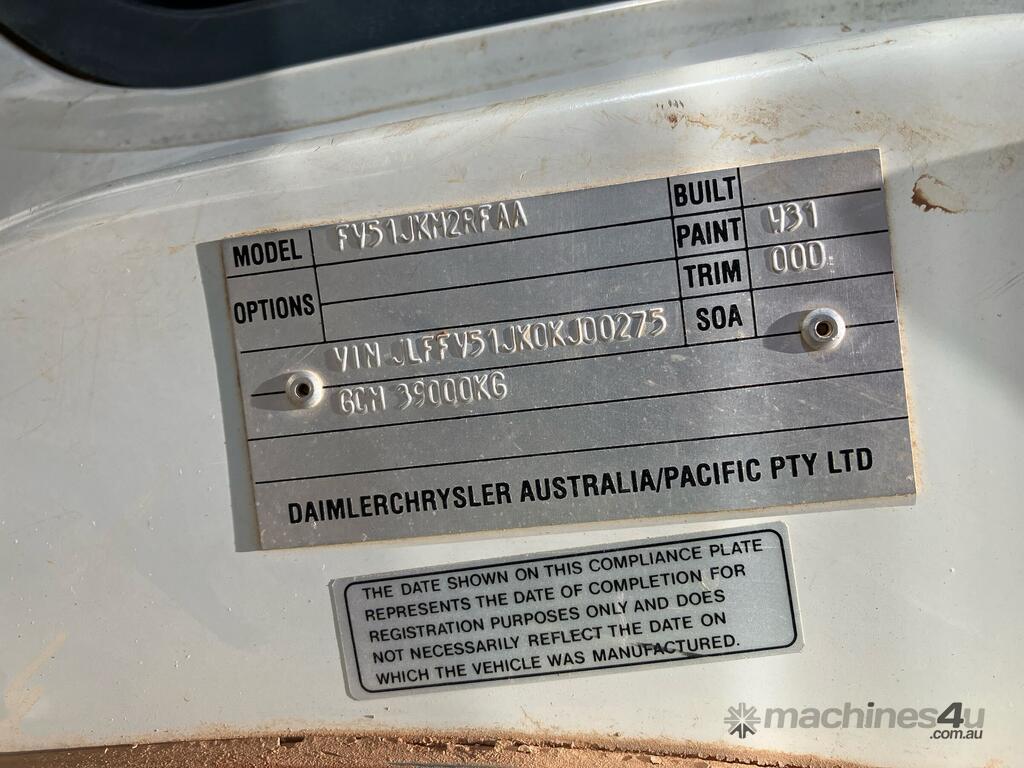 MODEL FV51JKM2RFAA
BUILT
PAINT W31
OPTIONS
TRIM 000
SOA
VIN JLFFV51JK0KJ00275
GCM 39000KG
DAIMLERCHRYSLER AUSTRALIA/PACIFIC PTY LTD
THE DATE SHOWN ON THIS COMPLIANCE PLATE
REPRESENTS THE DATE OF COMPLETION FOR
REGISTRATION PURPOSES ONLY AND DOES
NOT NECESSARILY REFLECT THE DATE ON
WHICH THE VEHICLE WAS MANUFACTURED.
machines4u
.com.au